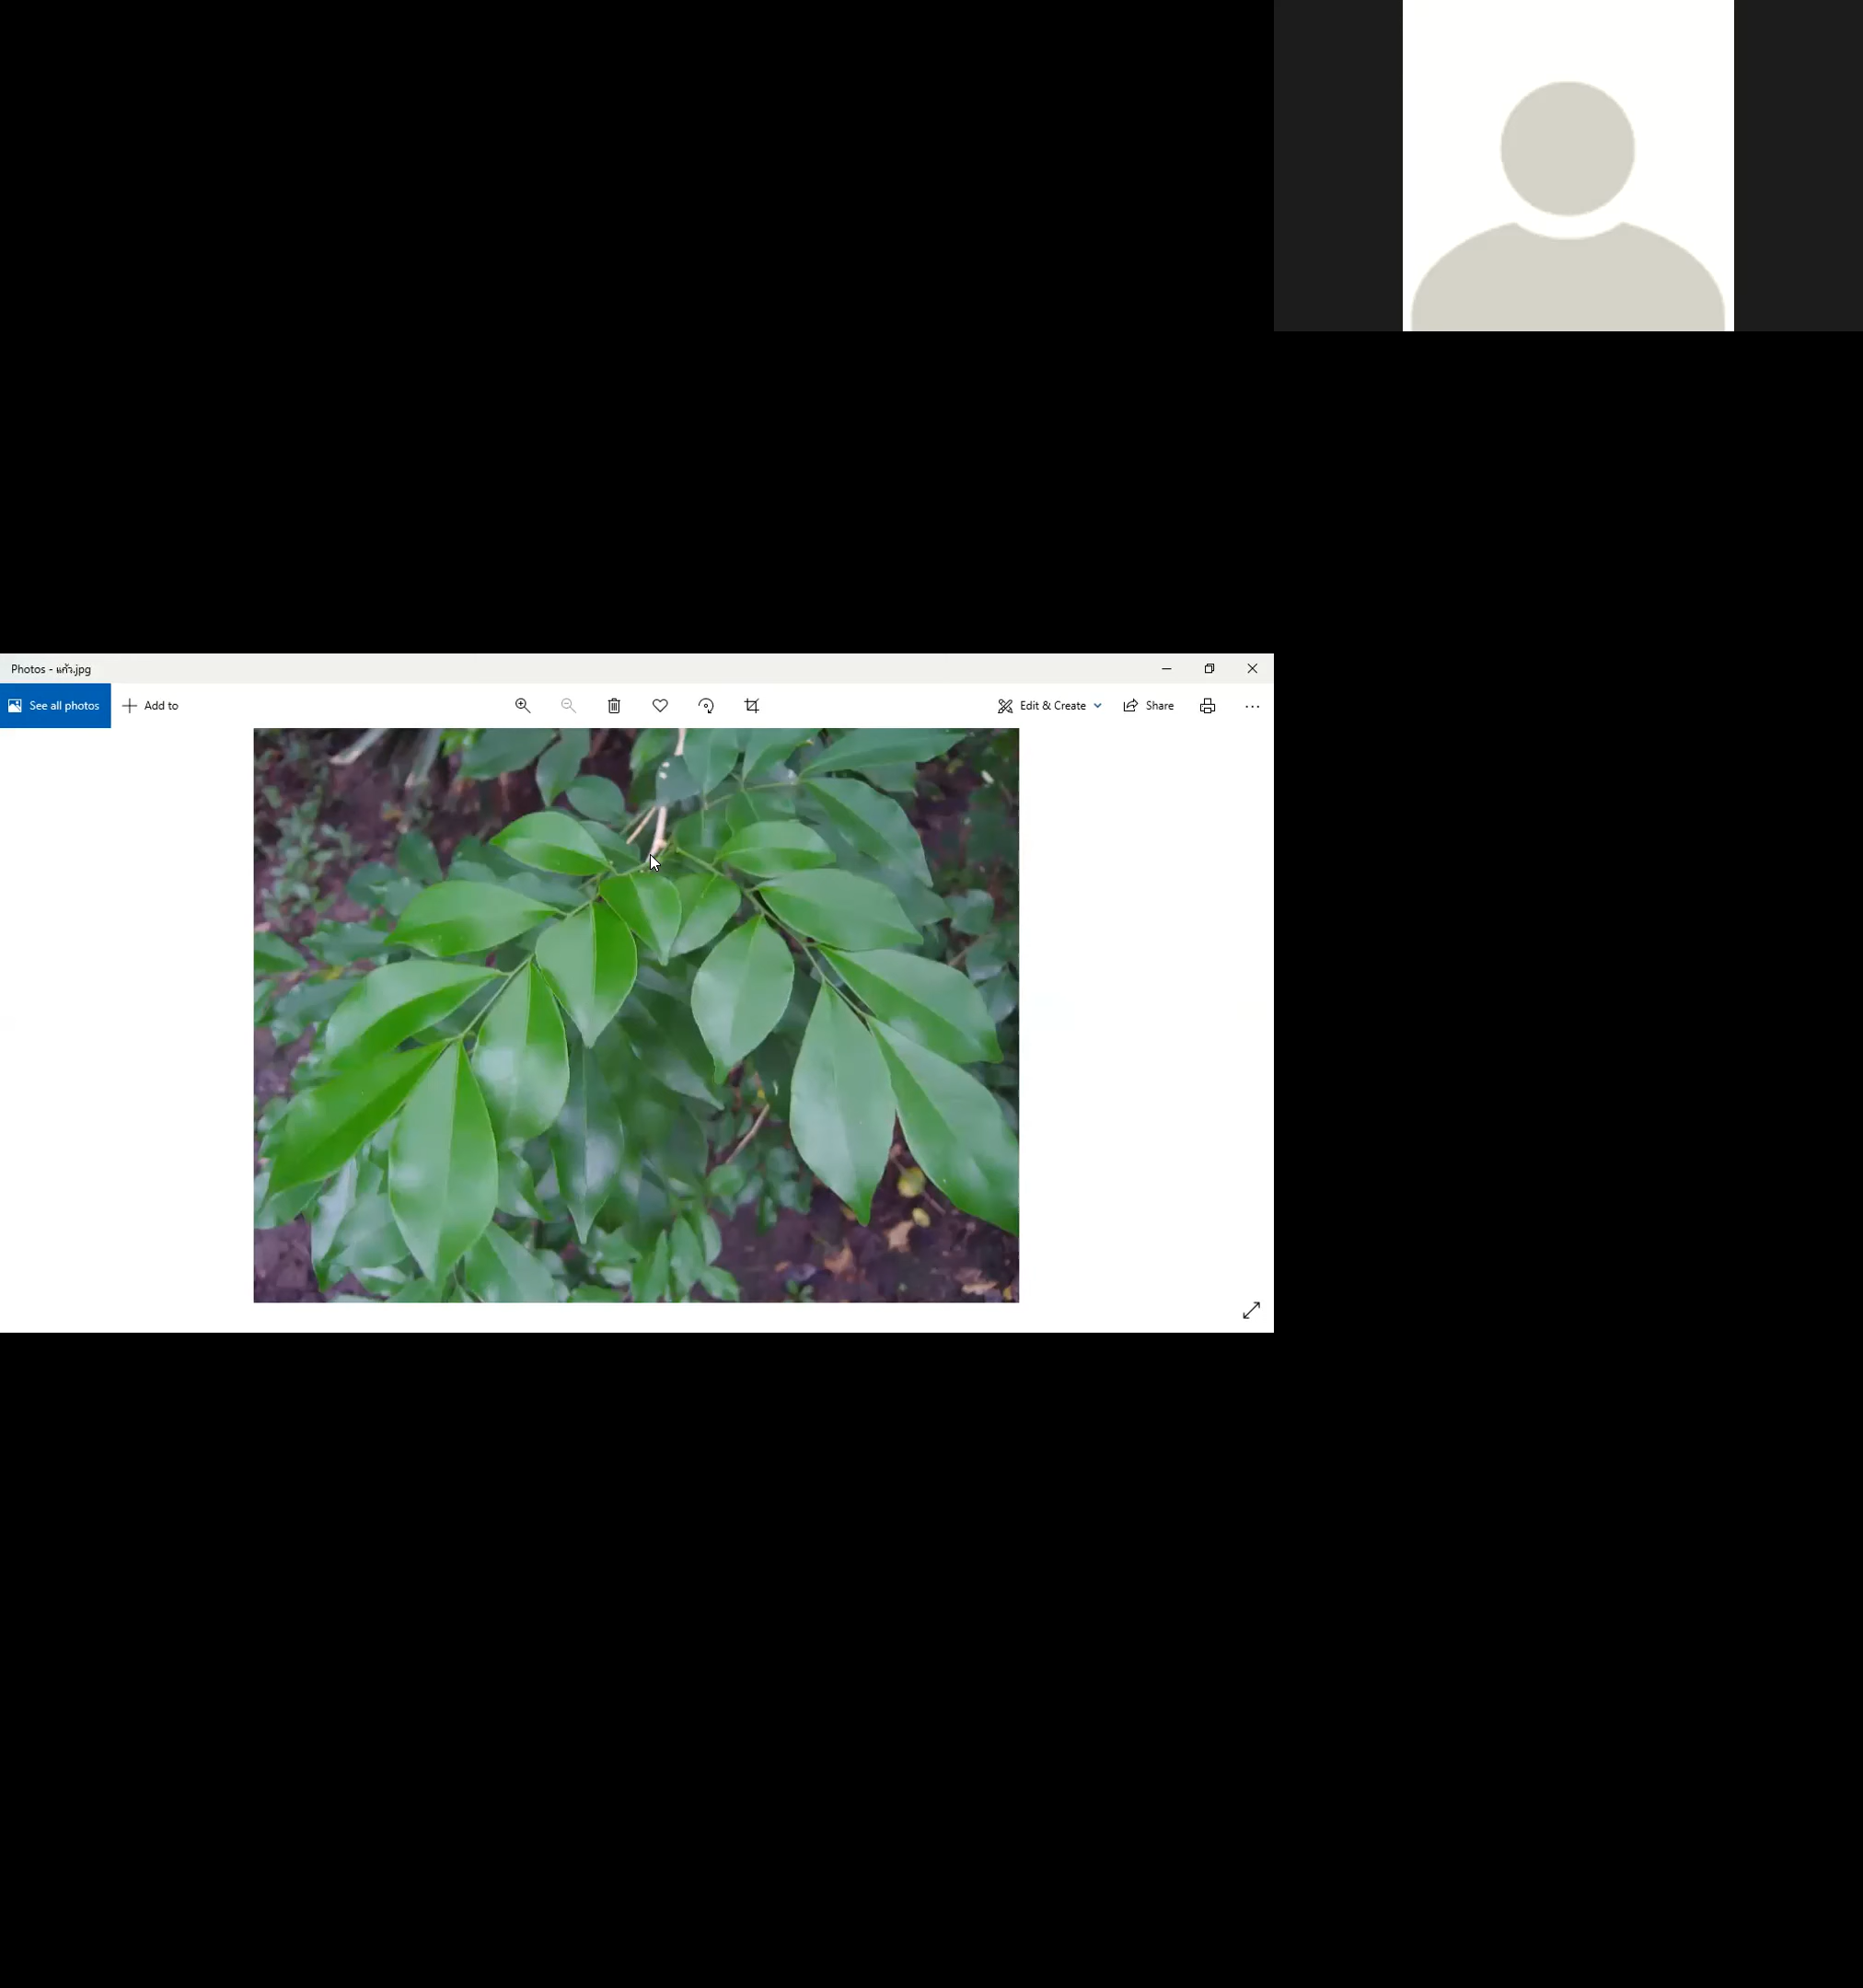 Photos - แก้ว.jpg
See all photos
Add to
Edit & Create
Share